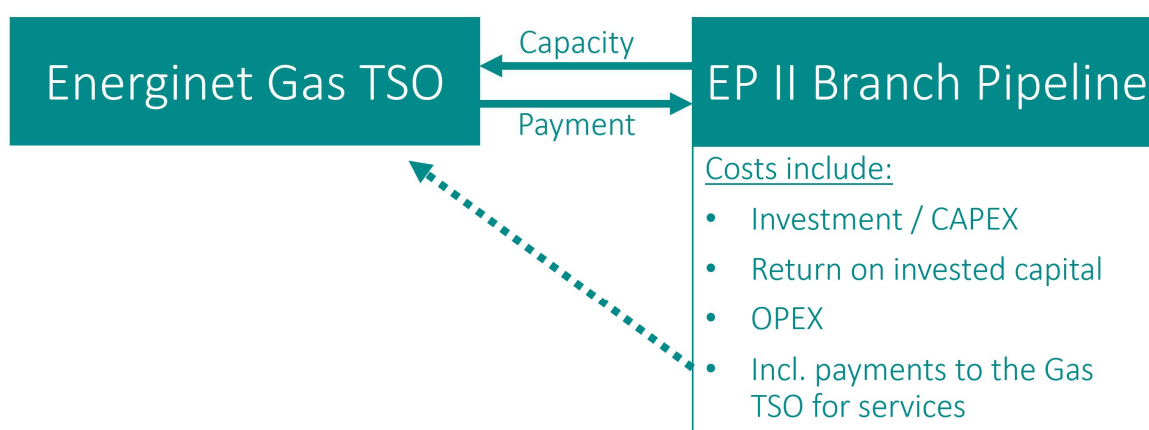 Energinet Gas TSO
Capacity
Payment
EP II Branch Pipeline
Costs include:
• Investment / CAPEX
• Return on invested capital
• OPEX
• Incl. payments to the Gas
TSO for services